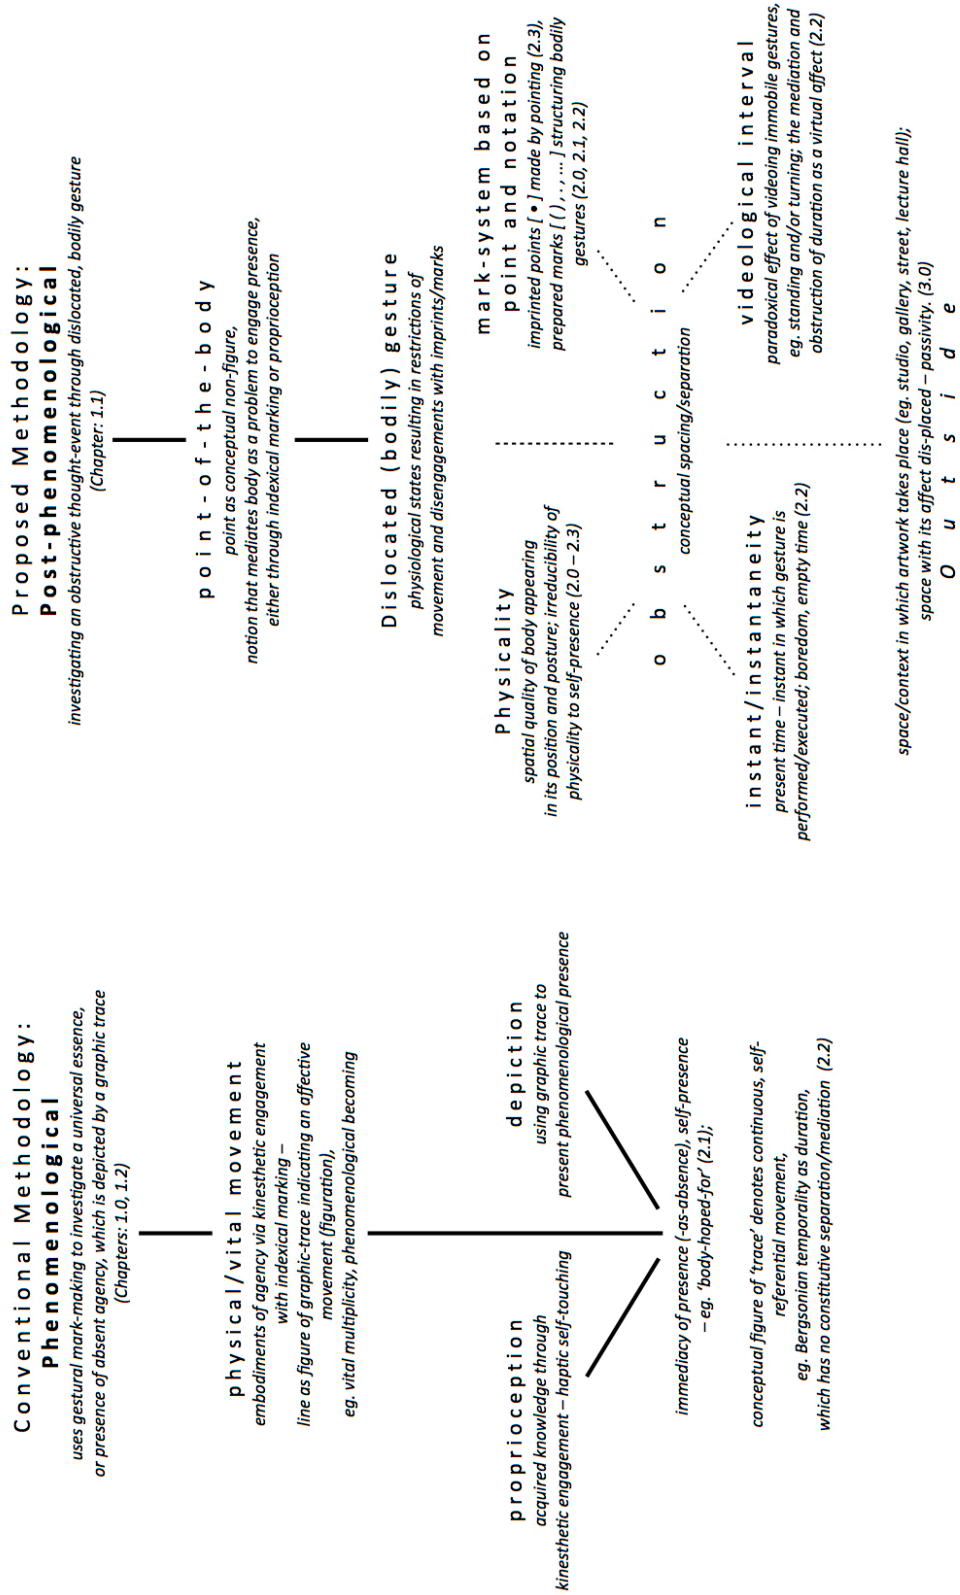 Conventional Methodology:
Phenomenological
uses gestural mark-making to investigate a universal essence,
or presence of absent agency, which is depicted by a graphic trace
(Chapters: 1.0, 1.2)
physical/vital movement
embodiments of agency via kinesthetic engagement
with indexical marking –
line as figure of graphic-trace indicating an affective
movement (figuration),
eg. vital multiplicity, phenomenological becoming
proprioception
acquired knowledge through
kinesthetic engagement – haptic self-touching
depiction
using graphic trace to
present phenomenological presence
immediacy of presence (-as-absence), self-presence
– eg. ‘body-hoped-for’ (2.1);
conceptual figure of ‘trace’ denotes continuous, self-
referential movement,
eg. Bergsonian temporality as duration,
which has no constitutive separation/mediation (2.2)
Proposed Methodology:
Post-phenomenological
investigating an obstructive thought-event through dislocated, bodily gesture
(Chapter: 1.1)
point-of-the-body
point as conceptual non-figure,
notion that mediates body as a problem to engage presence,
either through indexical marking or proprioception
Dislocated (bodily) gesture
physiological states resulting in restrictions of
movement and disengagements with imprints/marks
Physicality
spatial quality of body appearing
in its position and posture; irreducibility of
physicality to self-presence (2.0 – 2.3)
mark-system based on
point and notation
imprinted points [ • ] made by pointing (2.3),
prepared marks [ ( ) , . , ... ] structuring bodily
gestures (2.0, 2.1, 2.2)
obstruction
conceptual spacing/separation
instant/instantaneity
present time – instant in which gesture is
performed/executed; boredom, empty time (2.2)
videological interval
paradoxical effect of videoing immobile gestures,
eg. standing and/or turning; the mediation and
obstruction of duration as a virtual affect (2.2)
space/context in which artwork takes place (eg. studio, gallery, street, lecture hall);
space with its affect dis-placed – passivity. (3.0)
Outside